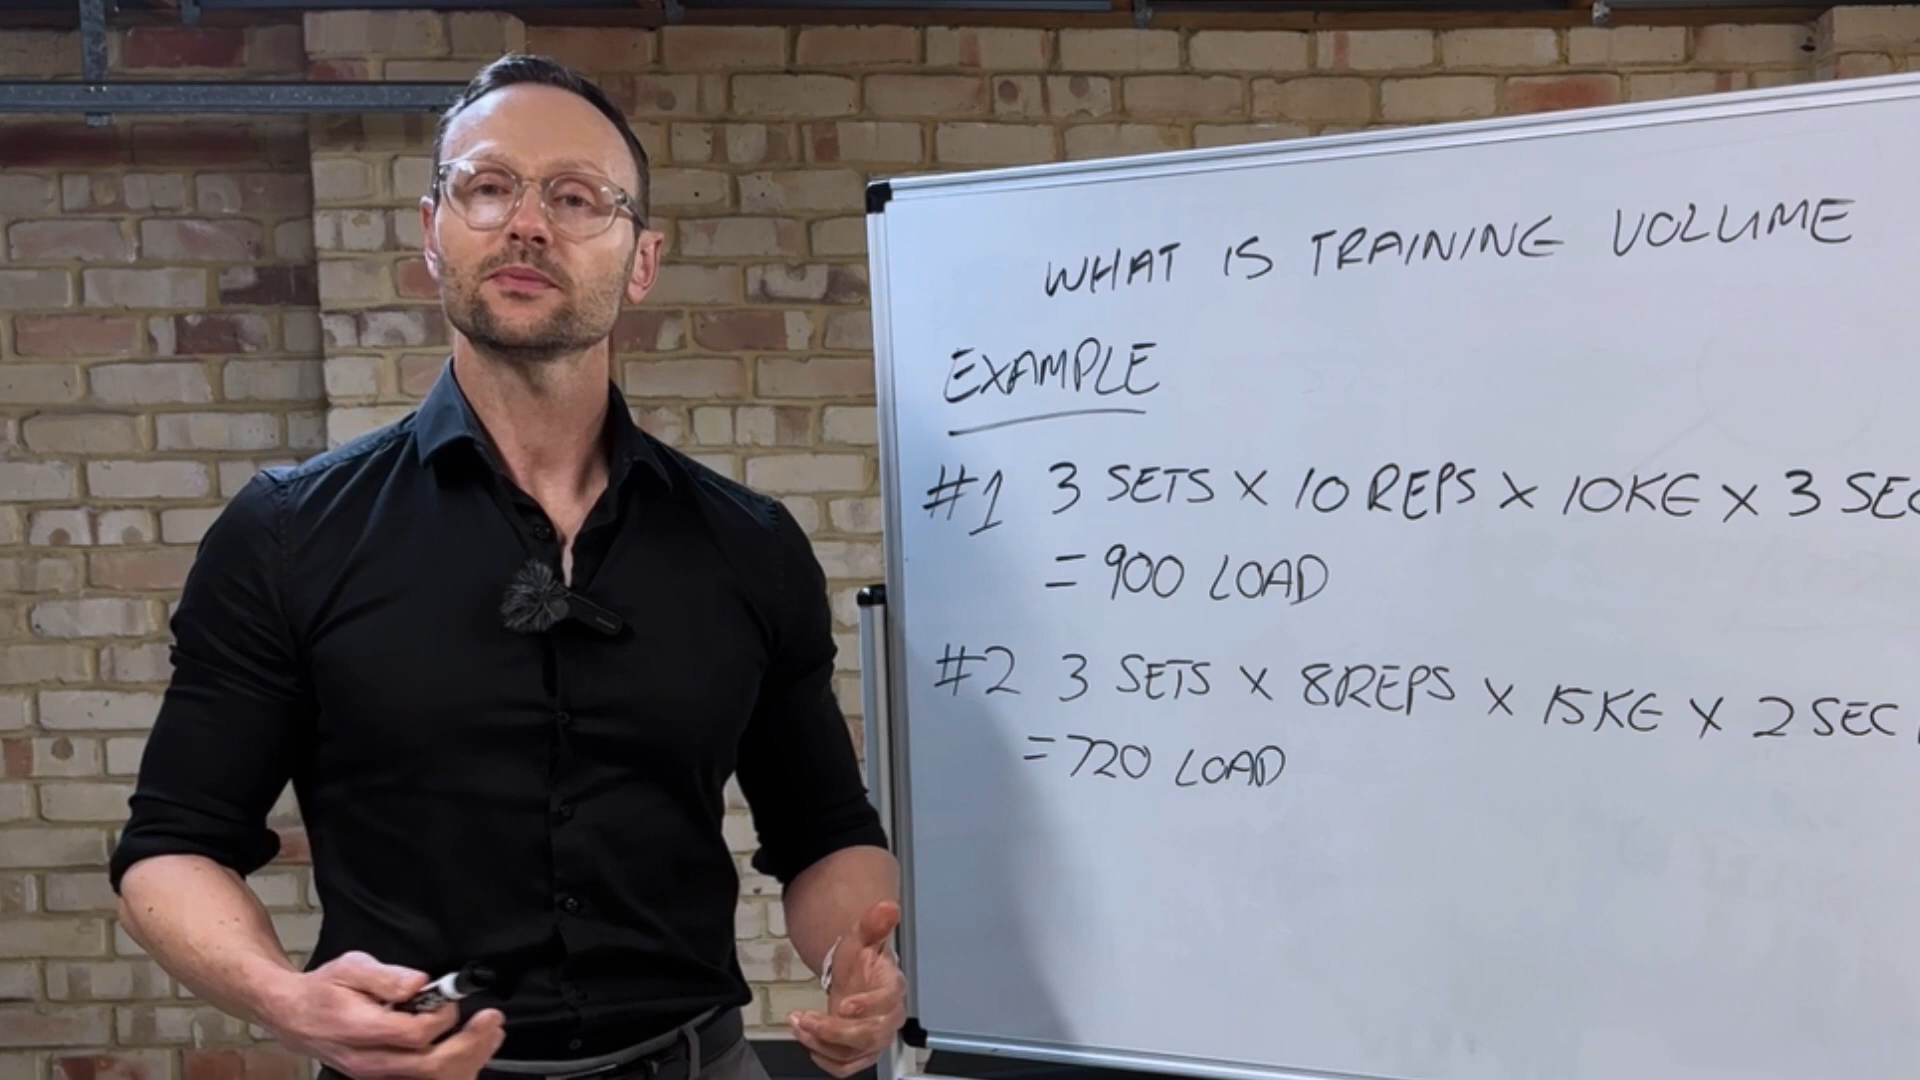 WHAT IS TRAINING VOLUME
EXAMPLE
#1 3 SETS X 10 REPS X 10KG X 3 SEC
= 900 LOAD
#2 3 SETS X 8 REPS X 15KG X 2 SEC
= 720 LOAD